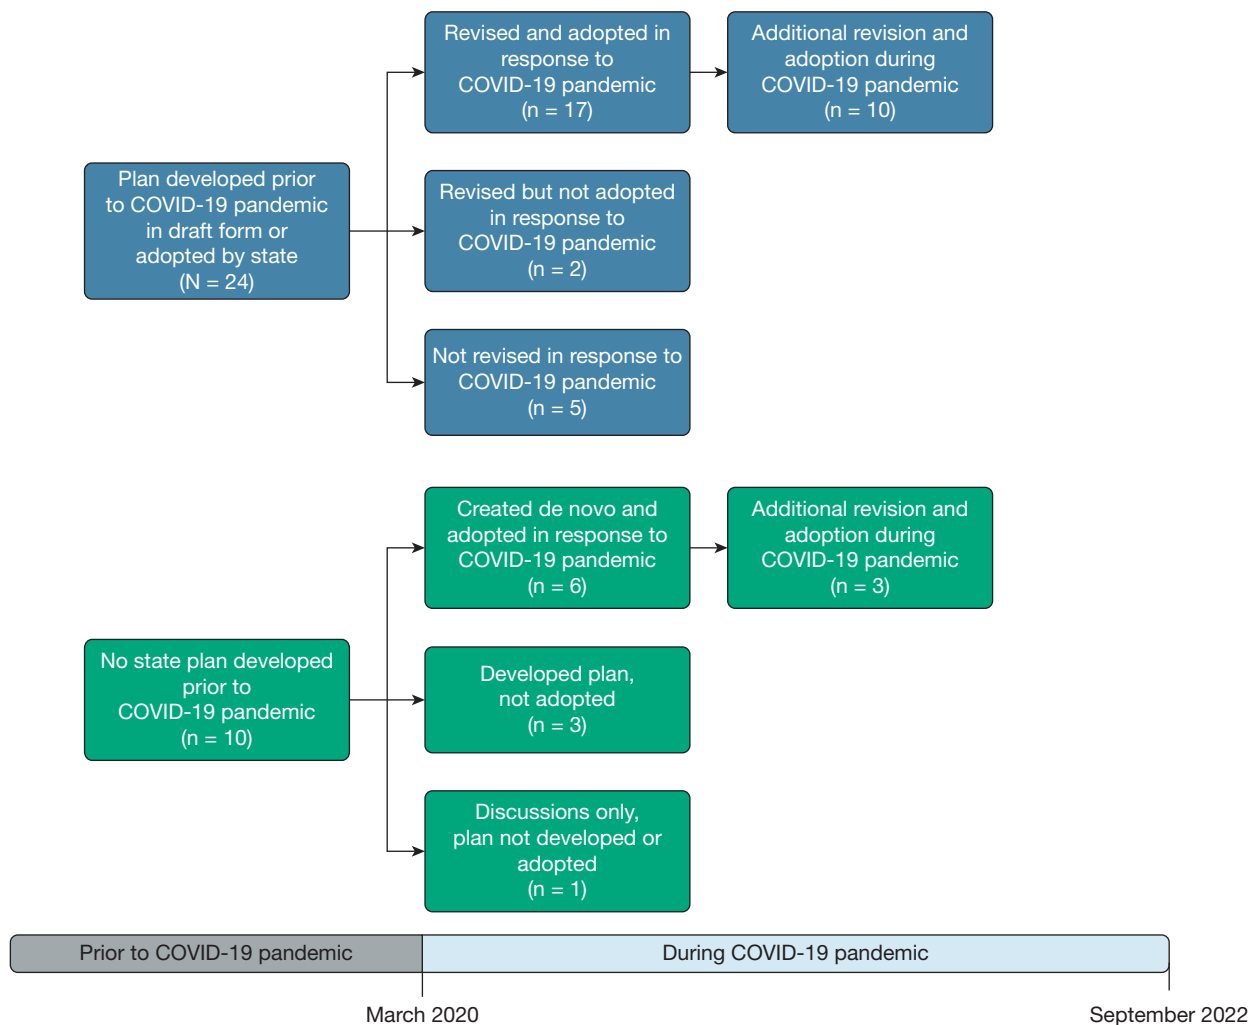 Revised and adopted in
response to
COVID-19 pandemic
(n = 17)
Additional revision and
adoption during
COVID-19 pandemic
(n = 10)
Plan developed prior
to COVID-19 pandemic
in draft form or
adopted by state
(N = 24)
Revised but not adopted
in response to
COVID-19 pandemic
(n = 2)
Not revised in response to
COVID-19 pandemic
(n = 5)
Created de novo and
adopted in response to
COVID-19 pandemic
(n = 6)
Additional revision and
adoption during
COVID-19 pandemic
(n = 3)
No state plan developed
prior to
COVID-19 pandemic
(n = 10)
Developed plan,
not adopted
(n = 3)
Discussions only,
plan not developed or
adopted
(n = 1)
Prior to COVID-19 pandemic
During COVID-19 pandemic
March 2020
September 2022